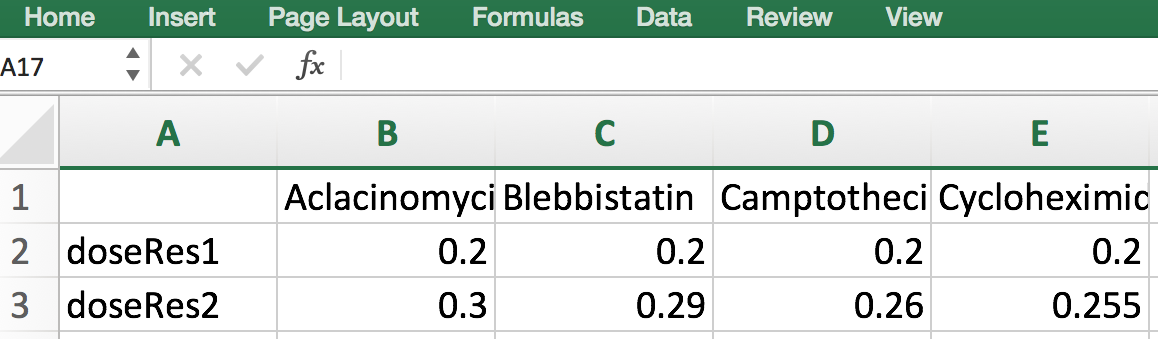 Home Insert Page Layout Formulas Data Review View
A17 fx
A B C D E
1 Aclacinomyci Blebbistatin Camptotheci Cycloheximic
2 doseRes1 0.2 0.2 0.2 0.2
3 doseRes2 0.3 0.29 0.26 0.255